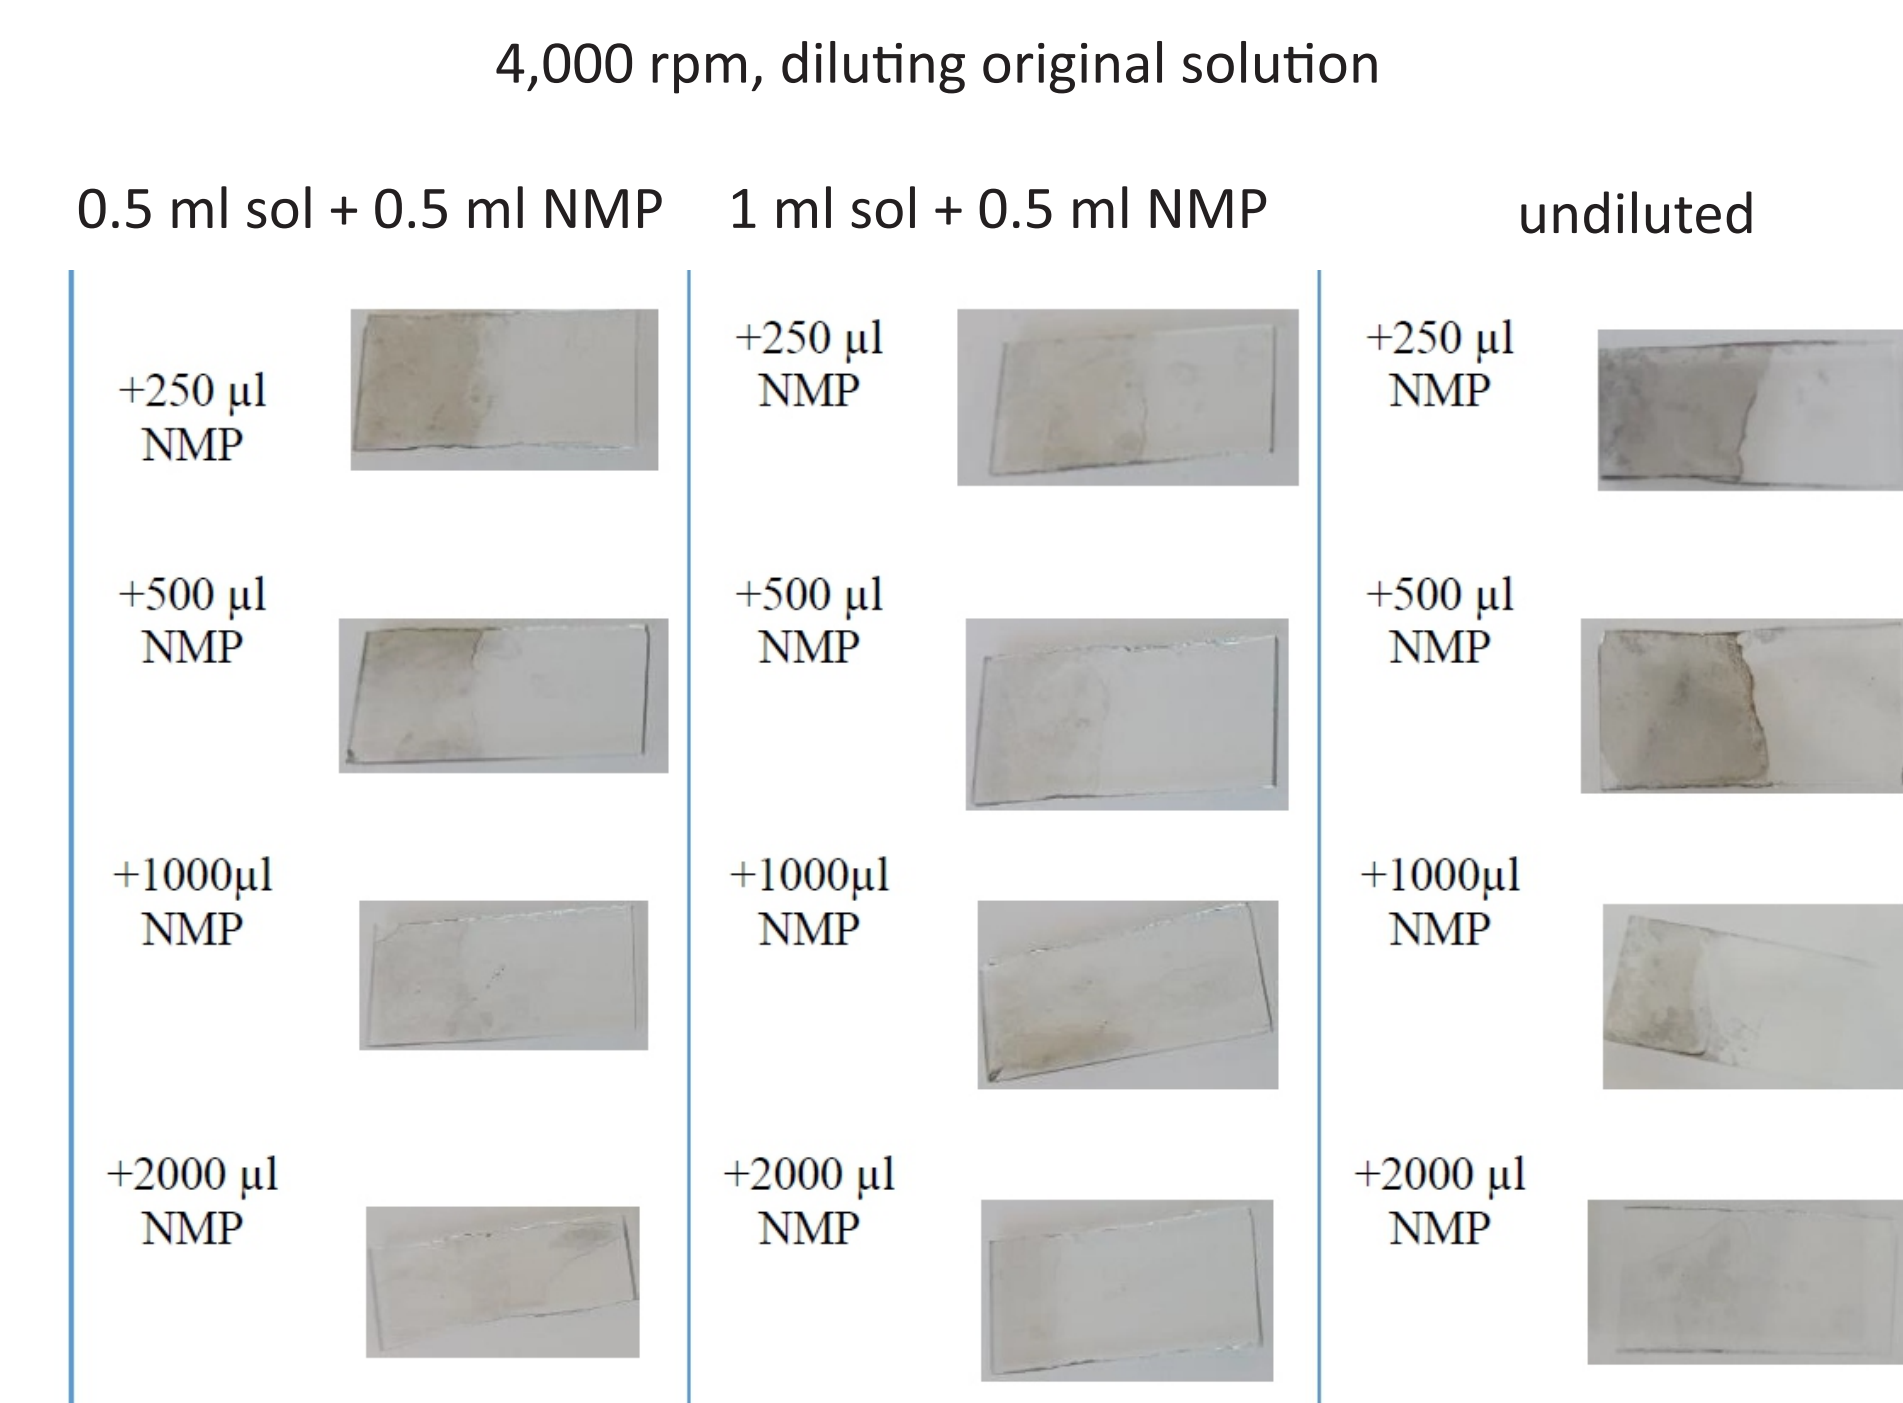 4,000 rpm, diluting original solution
0.5 ml sol + 0.5 ml NMP
1 ml sol + 0.5 ml NMP
undiluted
+250 µl
NMP
+250 µl
NMP
+250 µl
NMP
+500 µl
NMP
+500 µl
NMP
+500 µl
NMP
+1000µl
NMP
+1000µl
NMP
+1000µl
NMP
+2000 µl
NMP
+2000 µl
NMP
+2000 µl
NMP